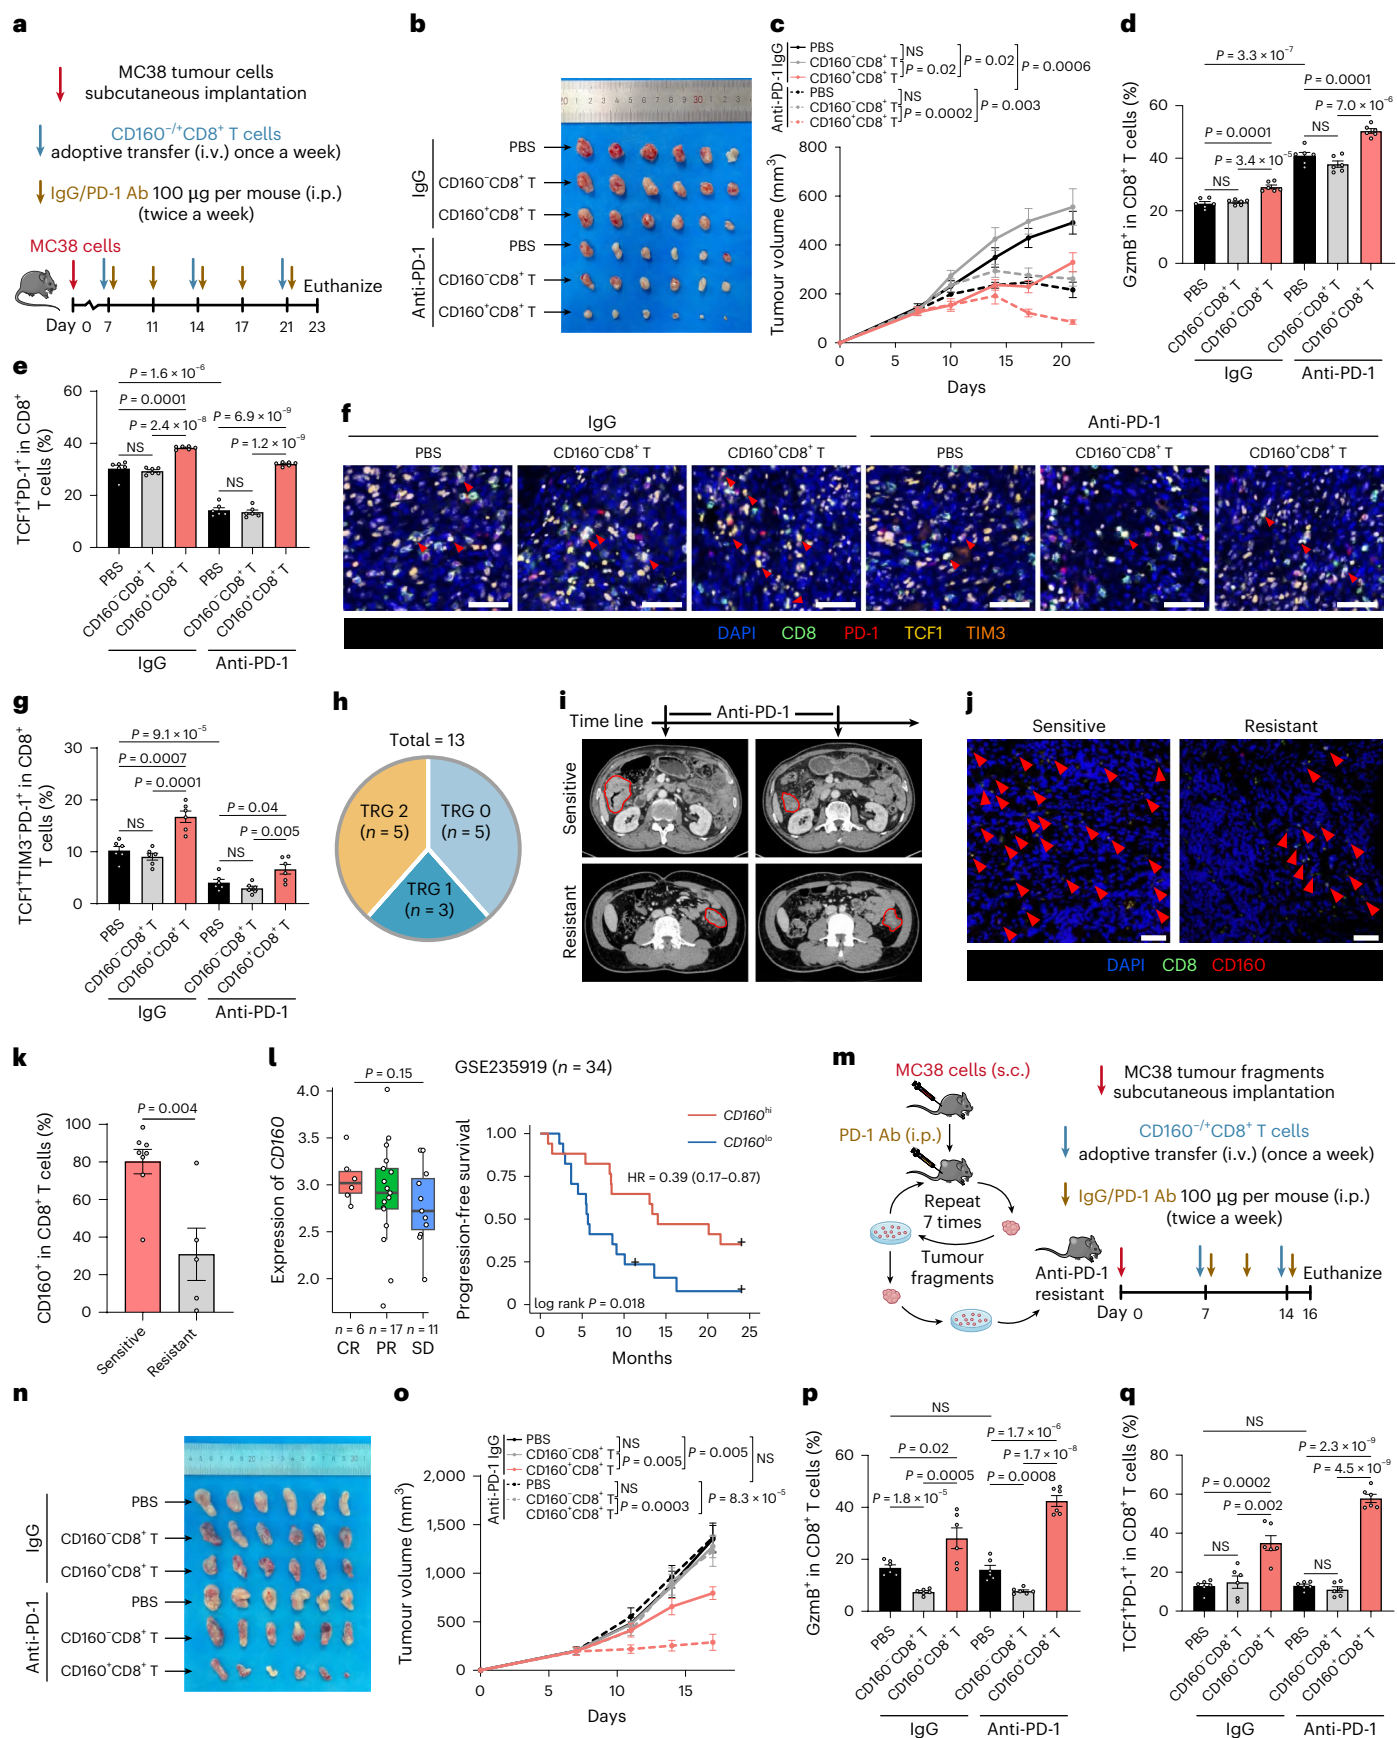 a
MC38 tumour cells
subcutaneous implantation
CD160⁻/⁺CD8⁺ T cells
adoptive transfer (i.v.) once a week)
IgG/PD-1 Ab 100 µg per mouse (i.p.)
(twice a week)
MC38 cells
Euthanize
Day 0 7 11 14 17 21 23
b
IgG
PBS
CD160⁻CD8⁺ T
CD160⁺CD8⁺ T
Anti-PD-1
PBS
CD160⁻CD8⁺ T
CD160⁺CD8⁺ T
c
Anti-PD-1 IgG
PBS
CD160⁻CD8⁺ T
CD160⁺CD8⁺ T
PBS
CD160⁻CD8⁺ T
CD160⁺CD8⁺ T
NS
P = 0.02
P = 0.02
P = 0.0006
NS
P = 0.0002
P = 0.003
Tumour volume (mm³)
800
600
400
200
0
0 5 10 15 20
Days
d
GzmB⁺ in CD8⁺ T cells (%)
P = 3.3 × 10⁻⁷
P = 0.0001
P = 7.0 × 10⁻⁶
P = 0.0001
NS
P = 3.4 × 10⁻⁵
NS
60
40
20
0
PBS
CD160⁻CD8⁺ T
CD160⁺CD8⁺ T
PBS
CD160⁻CD8⁺ T
CD160⁺CD8⁺ T
IgG Anti-PD-1
e
TCF1⁺PD-1⁺ in CD8⁺
T cells (%)
P = 1.6 × 10⁻⁶
P = 0.0001
P = 6.9 × 10⁻⁹
P = 2.4 × 10⁻⁸
NS
P = 1.2 × 10⁻⁹
NS
60
40
20
0
PBS
CD160⁻CD8⁺ T
CD160⁺CD8⁺ T
PBS
CD160⁻CD8⁺ T
CD160⁺CD8⁺ T
IgG Anti-PD-1
f
IgG Anti-PD-1
PBS CD160⁻CD8⁺ T CD160⁺CD8⁺ T PBS CD160⁻CD8⁺ T CD160⁺CD8⁺ T
DAPI CD8 PD-1 TCF1 TIM3
g
TCF1⁺TIM3⁻PD-1⁺ in CD8⁺
T cells (%)
P = 9.1 × 10⁻⁵
P = 0.0007
P = 0.0001
P = 0.04
NS
P = 0.005
NS
30
20
10
0
PBS
CD160⁻CD8⁺ T
CD160⁺CD8⁺ T
PBS
CD160⁻CD8⁺ T
CD160⁺CD8⁺ T
IgG Anti-PD-1
h
Total = 13
TRG 2
(n = 5)
TRG 0
(n = 5)
TRG 1
(n = 3)
i
Time line
Anti-PD-1
Sensitive
Resistant
j
Sensitive Resistant
DAPI CD8 CD160
k
CD160⁺ in CD8⁺ T cells (%)
P = 0.004
100
80
60
40
20
0
Sensitive
Resistant
l
GSE235919 (n = 34)
Expression of CD160
P = 0.15
4.0
3.5
3.0
2.5
2.0
n = 6 n = 17 n = 11
CR PR SD
Progression-free survival
CD160ʰⁱ
CD160ˡᵒ
HR = 0.39 (0.17–0.87)
1.00
0.75
0.50
0.25
0
log rank P = 0.018
0 5 10 15 20 25
Months
m
MC38 cells (s.c.)
PD-1 Ab (i.p.)
Repeat
7 times
Tumour
fragments
Anti-PD-1
resistant
MC38 tumour fragments
subcutaneous implantation
CD160⁻/⁺CD8⁺ T cells
adoptive transfer (i.v.) (once a week)
IgG/PD-1 Ab 100 µg per mouse (i.p.)
(twice a week)
Euthanize
Day 0 7 14 16
n
IgG
PBS
CD160⁻CD8⁺ T
CD160⁺CD8⁺ T
Anti-PD-1
PBS
CD160⁻CD8⁺ T
CD160⁺CD8⁺ T
o
Anti-PD-1 IgG
PBS
CD160⁻CD8⁺ T
CD160⁺CD8⁺ T
PBS
CD160⁻CD8⁺ T
CD160⁺CD8⁺ T
NS
P = 0.005
P = 0.005
NS
NS
P = 0.0003
P = 8.3 × 10⁻⁵
Tumour volume (mm³)
2,000
1,500
1,000
500
0
0 5 10 15
Days
p
GzmB⁺ in CD8⁺ T cells (%)
NS
P = 1.7 × 10⁻⁶
P = 0.02
P = 1.7 × 10⁻⁸
P = 0.0005
P = 0.0008
P = 1.8 × 10⁻⁵
60
40
20
0
PBS
CD160⁻CD8⁺ T
CD160⁺CD8⁺ T
PBS
CD160⁻CD8⁺ T
CD160⁺CD8⁺ T
IgG Anti-PD-1
q
TCF1⁺PD-1⁺ in CD8⁺ T cells (%)
NS
P = 2.3 × 10⁻⁹
P = 4.5 × 10⁻⁹
P = 0.0002
P = 0.002
NS
NS
80
60
40
20
0
PBS
CD160⁻CD8⁺ T
CD160⁺CD8⁺ T
PBS
CD160⁻CD8⁺ T
CD160⁺CD8⁺ T
IgG Anti-PD-1